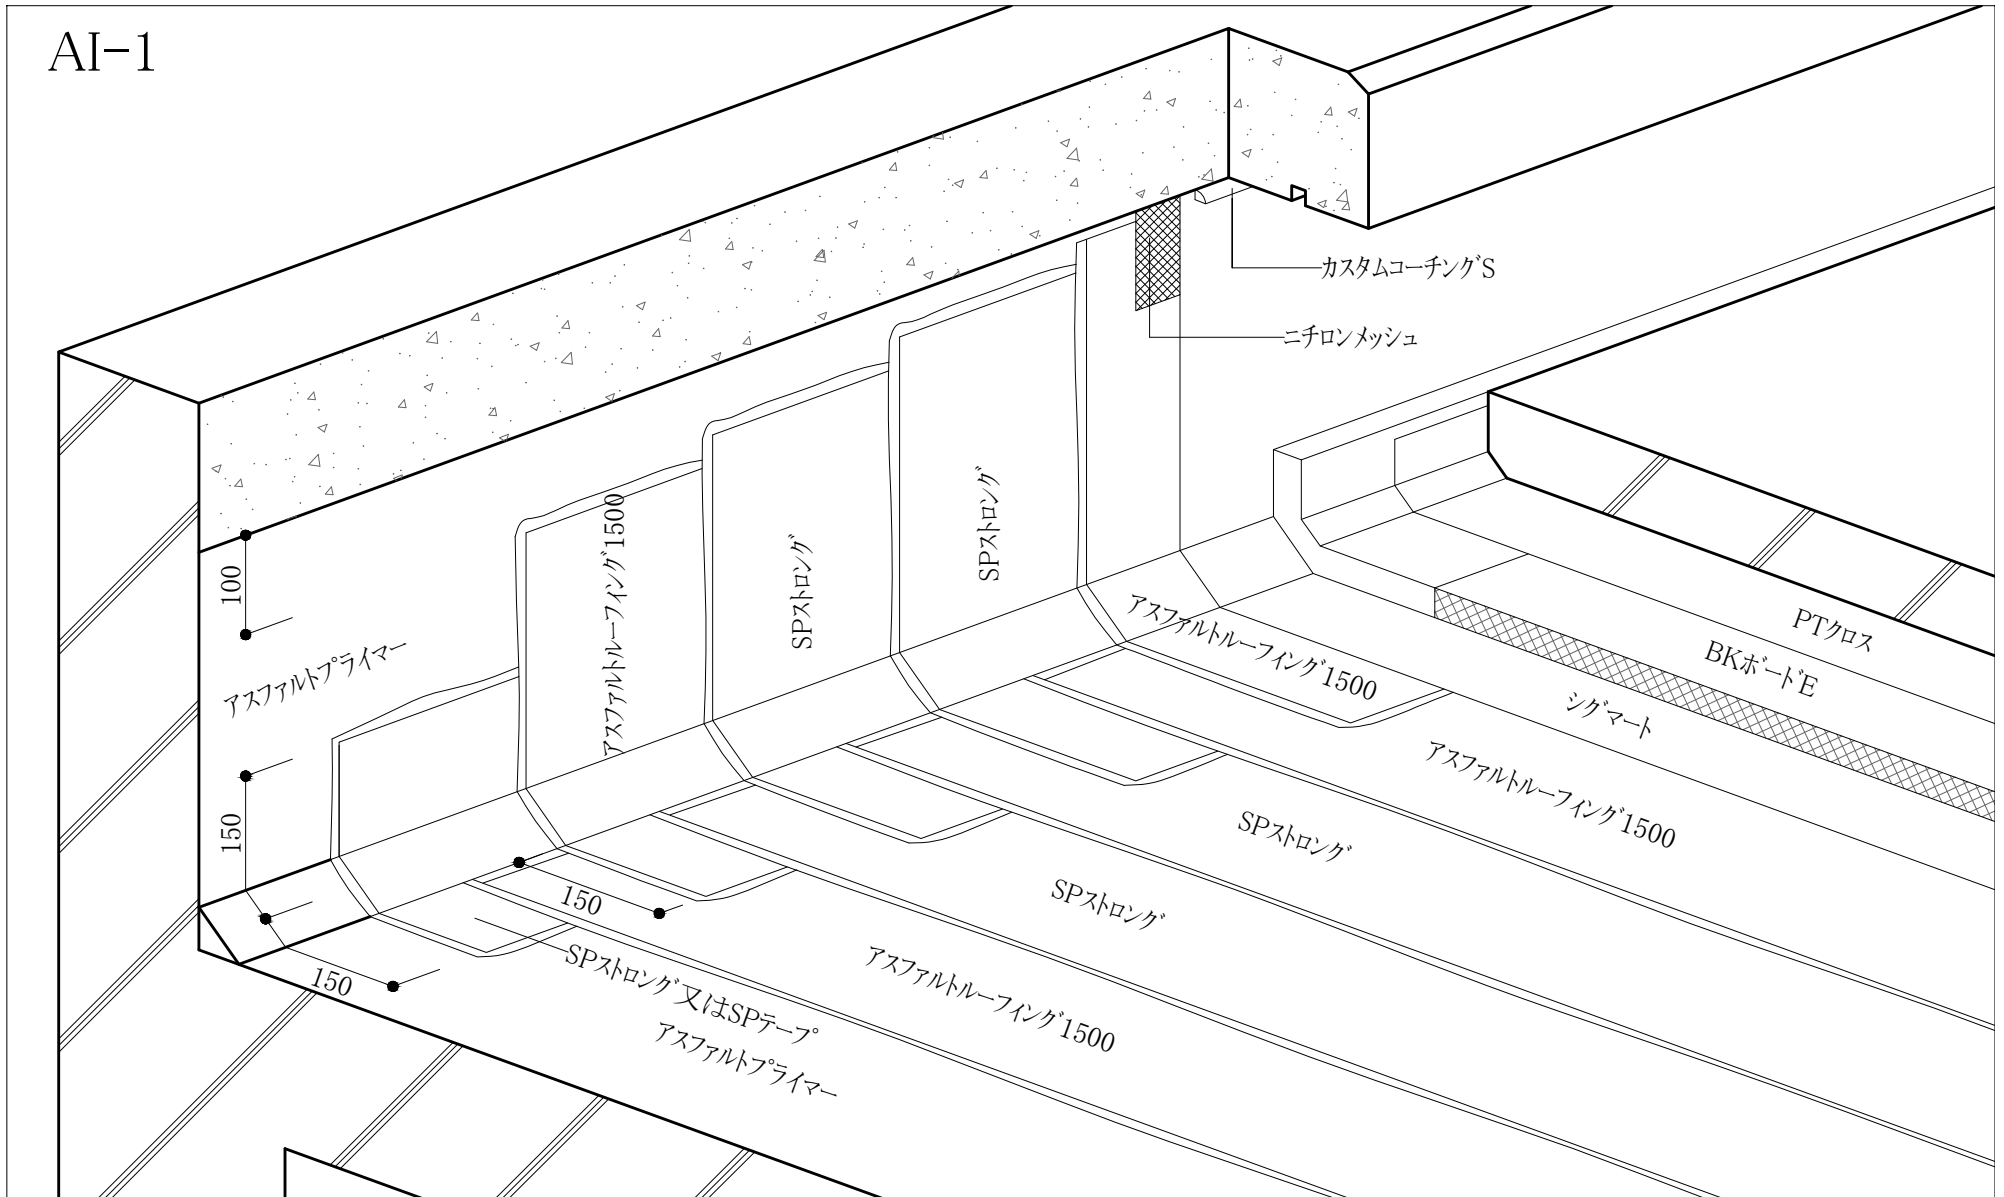 AI-1
カスタムコーチングS
ニチロンメッシュ
100
アスファルトプライマー
150
150
150
アスファルトルーフィング1500
SPストロング
SPストロング
アスファルトルーフィング1500
PTクロス
BKボードE
シグマート
アスファルトルーフィング1500
SPストロング
SPストロング
アスファルトルーフィング1500
SPストロング又はSPテープ
アスファルトプライマー